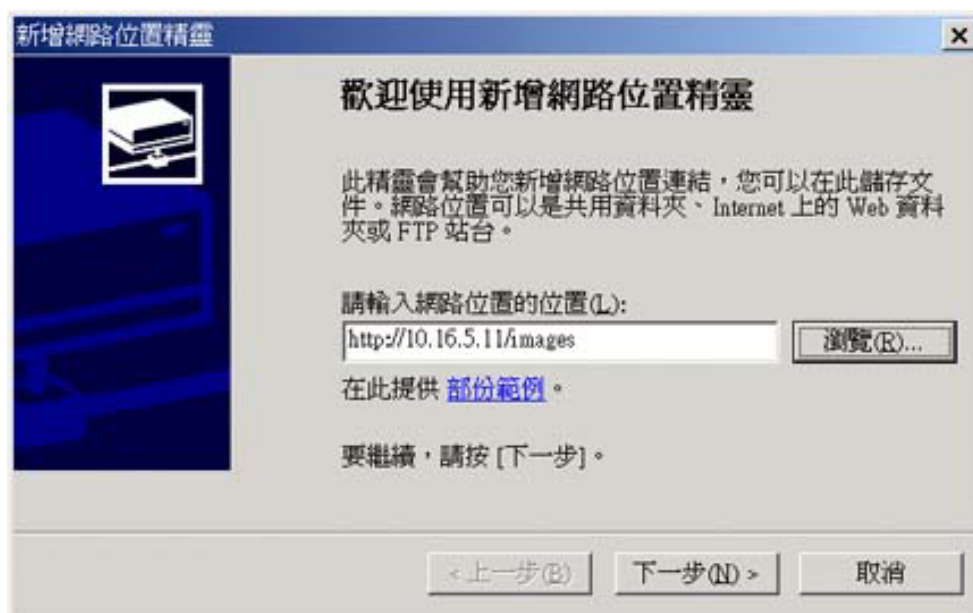 新增網路位置精靈
歡迎使用新增網路位置精靈
此精靈會幫助您新增網路位置連結，您可以在此儲存文
件。網路位置可以是共用資料夾、Internet 上的 Web 資料
夾或 FTP 站台。
請輸入網路位置的位置(L):
http://10.16.5.11/images
瀏覽(R)...
在此提供 部份範例。
要繼續，請按 [下一步]。
<上一步(B)
下一步(N) >
取消